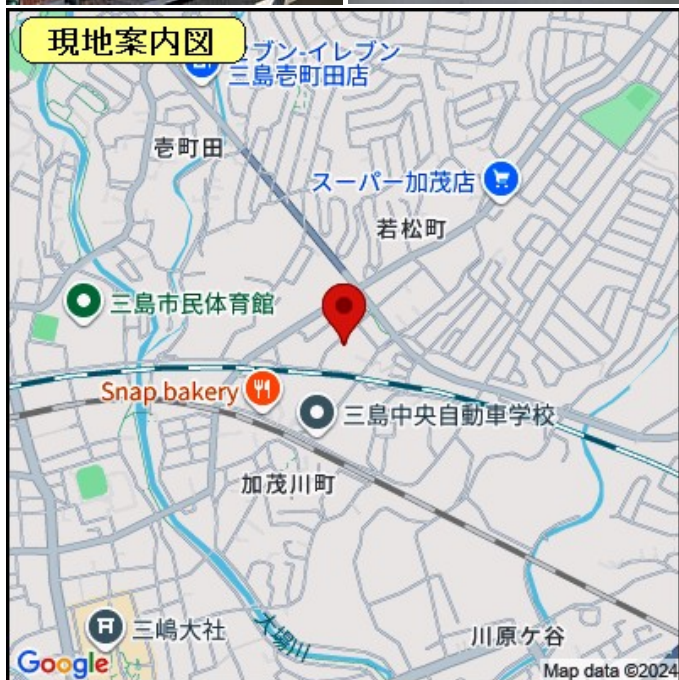 現地案内図
ブン-イレブン
三島壱町田店
壱町田
スーパー加茂店
若松町
三島市民体育館
Snap bakery
三島中央自動車学校
加茂川町
三嶋大社
大場川
川原ケ谷
Google
Map data ©2024